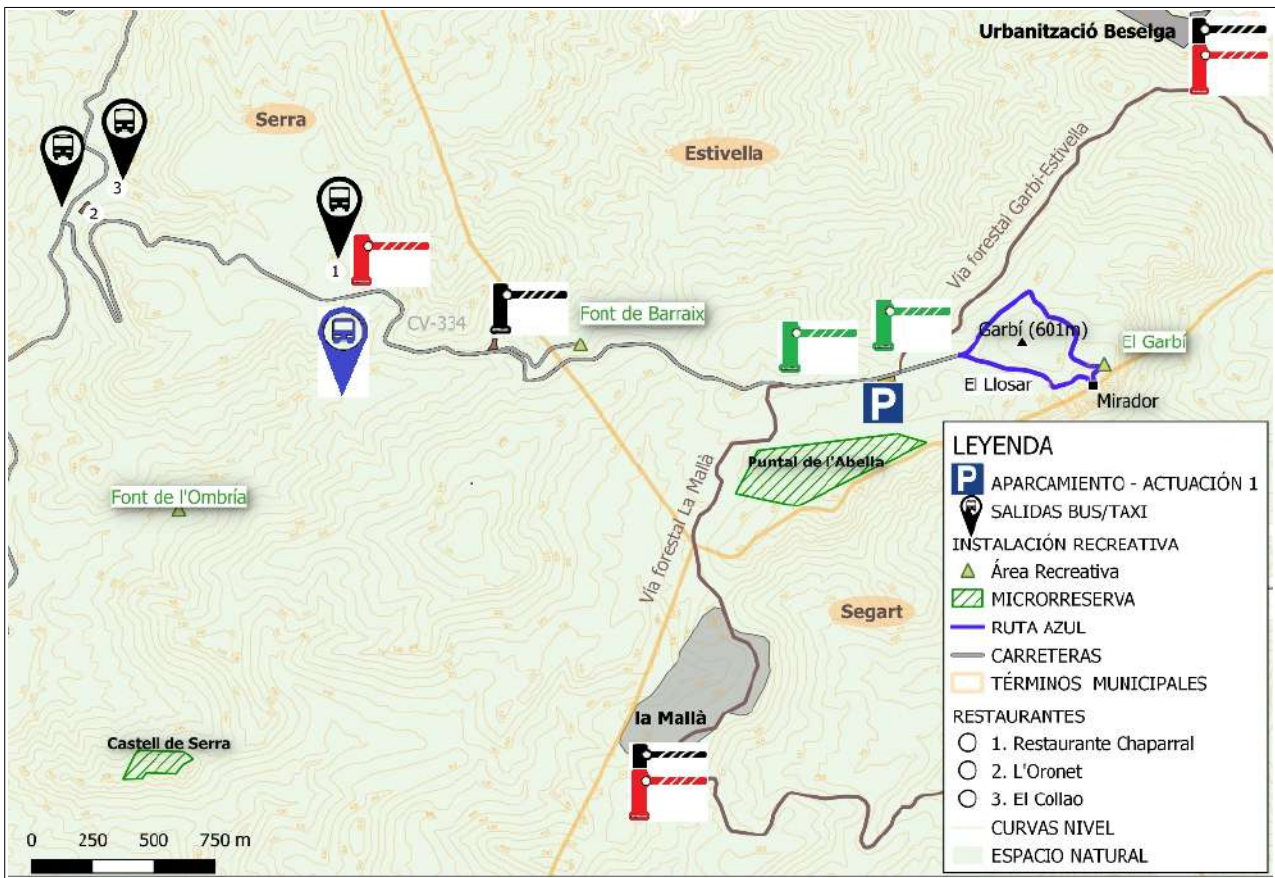 Urbanització Beselga
Serra
Estivella
3
2
1
Vía forestal Garbí-Estivella
CV-334
Font de Barraix
Garbí (601m)
El Garbí
El Llosar
Mirador
P
Puntal de l'Abella
Font de l'Ombría
Vía forestal La Mallà
Segart
la Mallà
Castell de Serra
0 250 500 750 m
LEYENDA
P APARCAMIENTO - ACTUACIÓN 1
SALIDAS BUS/TAXI
INSTALACIÓN RECREATIVA
Área Recreativa
MICRORRESERVA
RUTA AZUL
CARRETERAS
TÉRMINOS MUNICIPALES
RESTAURANTES
1. Restaurante Chaparral
2. L'Oronet
3. El Collao
CURVAS NIVEL
ESPACIO NATURAL